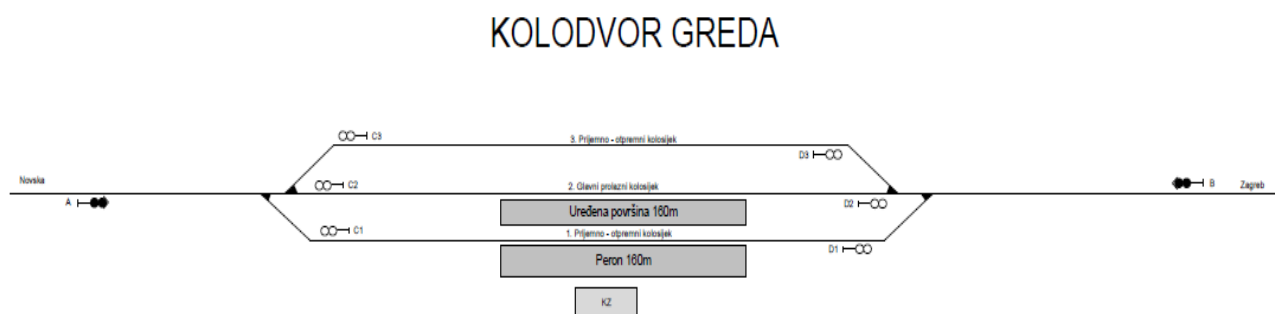 KOLODVOR GREDA
C3
3. Prijemno - otpremni kolosijek
D3
Novska
C2
2. Glavni prolazni kolosijek
B
Zagreb
A
Uređena površina 160m
D2
C1
1. Prijemno - otpremni kolosijek
D1
Peron 160m
KZ